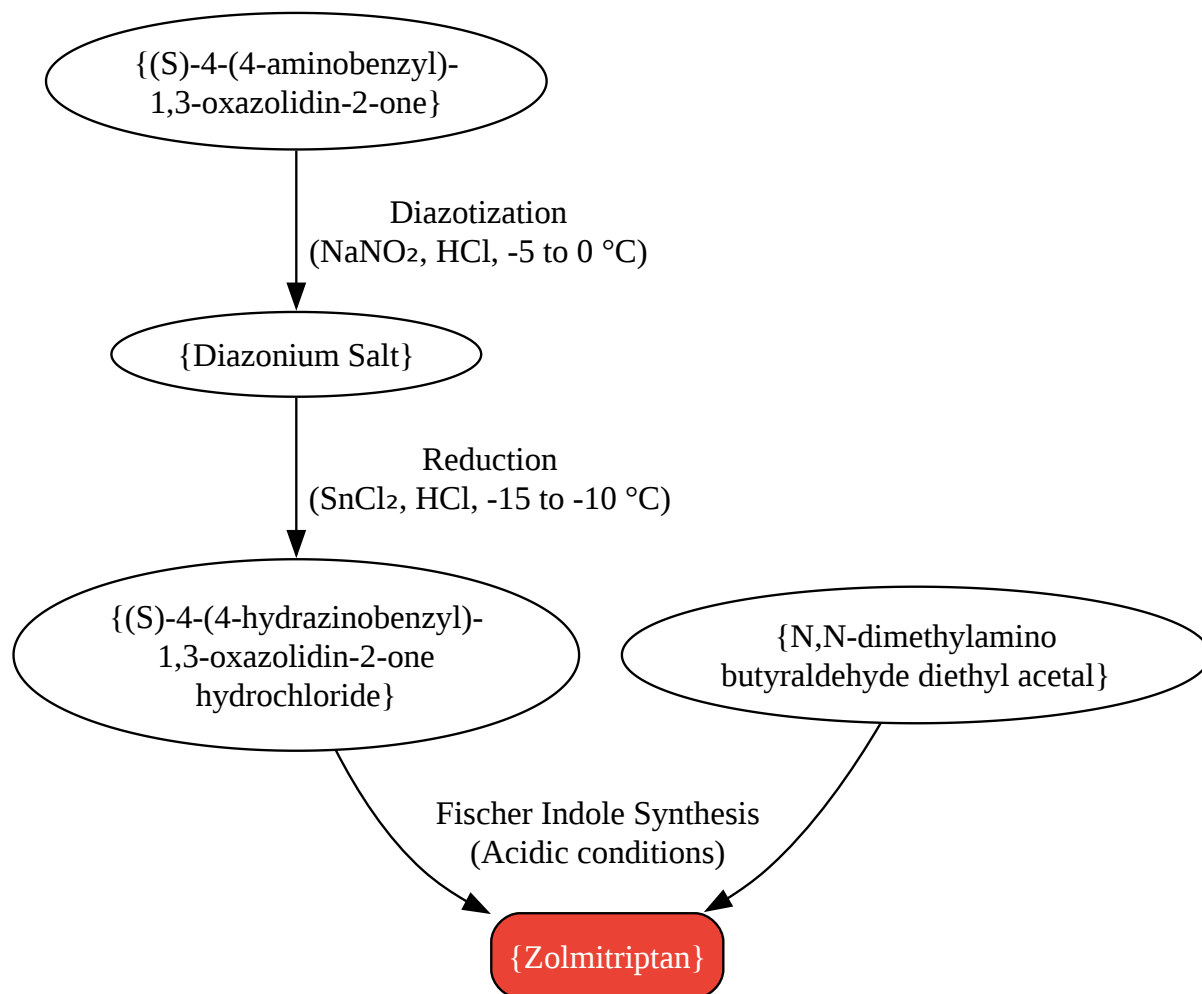 {(S)-4-(4-aminobenzyl)-
1,3-oxazolidin-2-one}
Diazotization
(NaNO₂, HCl, -5 to 0 °C)
{Diazonium Salt}
Reduction
(SnCl₂, HCl, -15 to -10 °C)
{(S)-4-(4-hydrazinobenzyl)-
1,3-oxazolidin-2-one
hydrochloride}
{N,N-dimethylamino
butyraldehyde diethyl acetal}
Fischer Indole Synthesis
(Acidic conditions)
{Zolmitriptan}